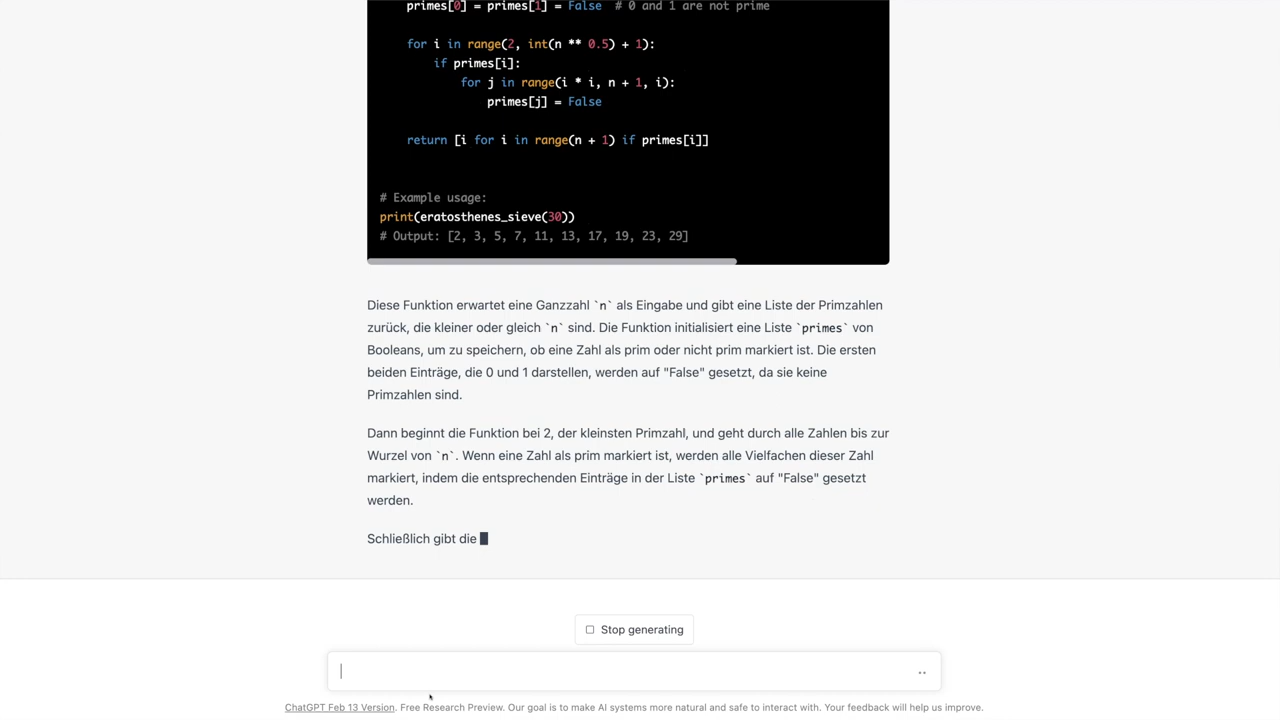 primes[0] = primes[1] = False  # 0 and 1 are not prime
for i in range(2, int(n ** 0.5) + 1):
if primes[i]:
for j in range(i * i, n + 1, i):
primes[j] = False
return [i for i in range(n + 1) if primes[i]]
# Example usage:
print(eratosthenes_sieve(30))
# Output: [2, 3, 5, 7, 11, 13, 17, 19, 23, 29]
Diese Funktion erwartet eine Ganzzahl `n` als Eingabe und gibt eine Liste der Primzahlen
zurück, die kleiner oder gleich `n` sind. Die Funktion initialisiert eine Liste `primes` von
Booleans, um zu speichern, ob eine Zahl als prim oder nicht prim markiert ist. Die ersten
beiden Einträge, die 0 und 1 darstellen, werden auf "False" gesetzt, da sie keine
Primzahlen sind.
Dann beginnt die Funktion bei 2, der kleinsten Primzahl, und geht durch alle Zahlen bis zur
Wurzel von `n`. Wenn eine Zahl als prim markiert ist, werden alle Vielfachen dieser Zahl
markiert, indem die entsprechenden Einträge in der Liste `primes` auf "False" gesetzt
werden.
Schließlich gibt die
Stop generating
ChatGPT Feb 13 Version. Free Research Preview. Our goal is to make AI systems more natural and safe to interact with. Your feedback will help us improve.